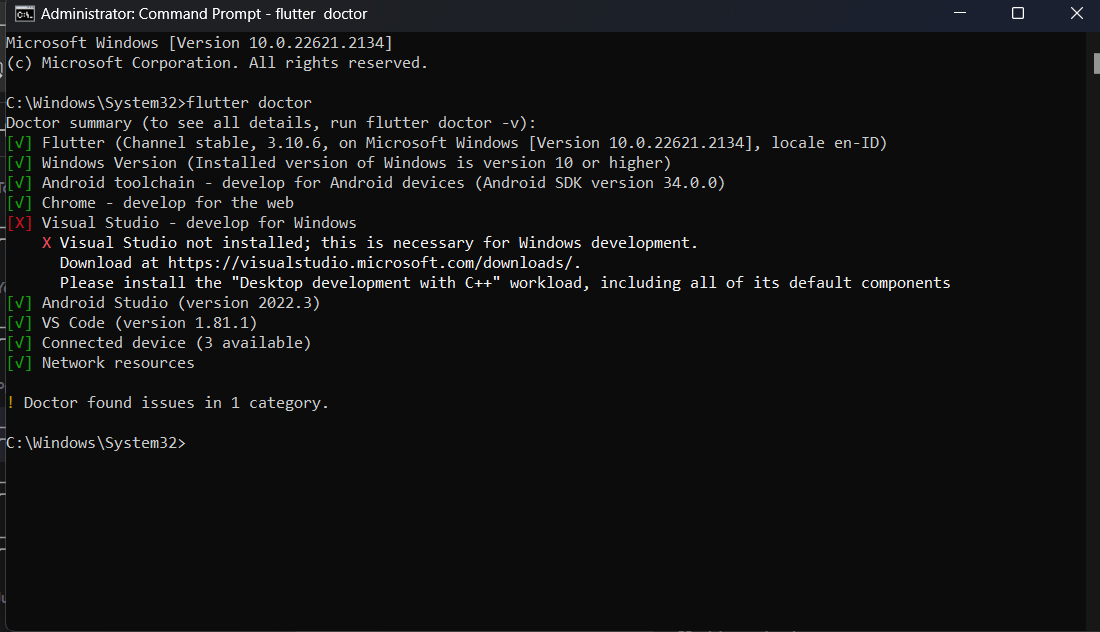 Administrator: Command Prompt - flutter  doctor
Microsoft Windows [Version 10.0.22621.2134]
(c) Microsoft Corporation. All rights reserved.
C:\Windows\System32>flutter doctor
Doctor summary (to see all details, run flutter doctor -v):
[√] Flutter (Channel stable, 3.10.6, on Microsoft Windows [Version 10.0.22621.2134], locale en-ID)
[√] Windows Version (Installed version of Windows is version 10 or higher)
[√] Android toolchain - develop for Android devices (Android SDK version 34.0.0)
[√] Chrome - develop for the web
[X] Visual Studio - develop for Windows
    X Visual Studio not installed; this is necessary for Windows development.
      Download at https://visualstudio.microsoft.com/downloads/.
      Please install the "Desktop development with C++" workload, including all of its default components
[√] Android Studio (version 2022.3)
[√] VS Code (version 1.81.1)
[√] Connected device (3 available)
[√] Network resources
! Doctor found issues in 1 category.
C:\Windows\System32>